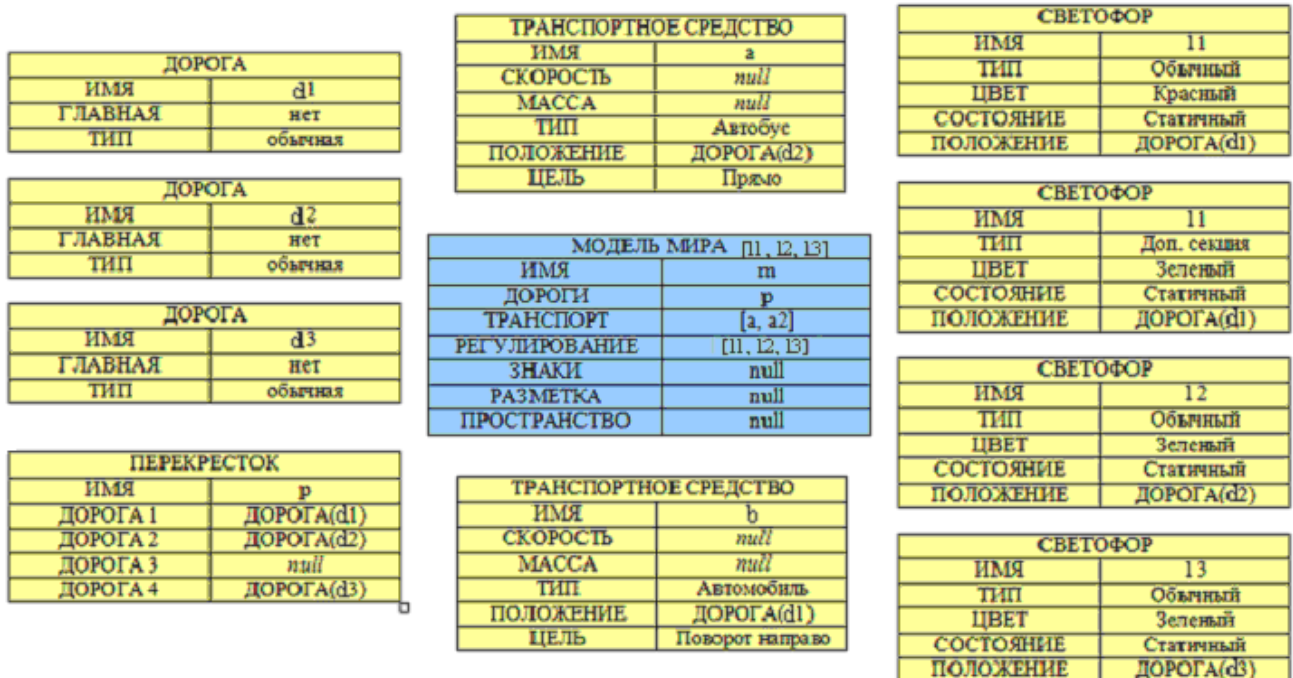 ДОРОГА
ИМЯ d1
ГЛАВНАЯ нет
ТИП обычная
ДОРОГА
ИМЯ d2
ГЛАВНАЯ нет
ТИП обычная
ДОРОГА
ИМЯ d3
ГЛАВНАЯ нет
ТИП обычная
ПЕРЕКРЕСТОК
ИМЯ p
ДОРОГА 1 ДОРОГА(d1)
ДОРОГА 2 ДОРОГА(d2)
ДОРОГА 3 null
ДОРОГА 4 ДОРОГА(d3)
ТРАНСПОРТНОЕ СРЕДСТВО
ИМЯ a
СКОРОСТЬ null
МАССА null
ТИП Автобус
ПОЛОЖЕНИЕ ДОРОГА(d2)
ЦЕЛЬ Прямо
МОДЕЛЬ МИРА [l1, l2, l3]
ИМЯ m
ДОРОГИ p
ТРАНСПОРТ [a, a2]
РЕГУЛИРОВАНИЕ [l1, l2, l3]
ЗНАКИ null
РАЗМЕТКА null
ПРОСТРАНСТВО null
ТРАНСПОРТНОЕ СРЕДСТВО
ИМЯ b
СКОРОСТЬ null
МАССА null
ТИП Автомобиль
ПОЛОЖЕНИЕ ДОРОГА(d1)
ЦЕЛЬ Поворот направо
СВЕТОФОР
ИМЯ l1
ТИП Обычный
ЦВЕТ Красный
СОСТОЯНИЕ Статичный
ПОЛОЖЕНИЕ ДОРОГА(d1)
СВЕТОФОР
ИМЯ l1
ТИП Доп. секция
ЦВЕТ Зеленый
СОСТОЯНИЕ Статичный
ПОЛОЖЕНИЕ ДОРОГА(d1)
СВЕТОФОР
ИМЯ l2
ТИП Обычный
ЦВЕТ Зеленый
СОСТОЯНИЕ Статичный
ПОЛОЖЕНИЕ ДОРОГА(d2)
СВЕТОФОР
ИМЯ l3
ТИП Обычный
ЦВЕТ Зеленый
СОСТОЯНИЕ Статичный
ПОЛОЖЕНИЕ ДОРОГА(d3)